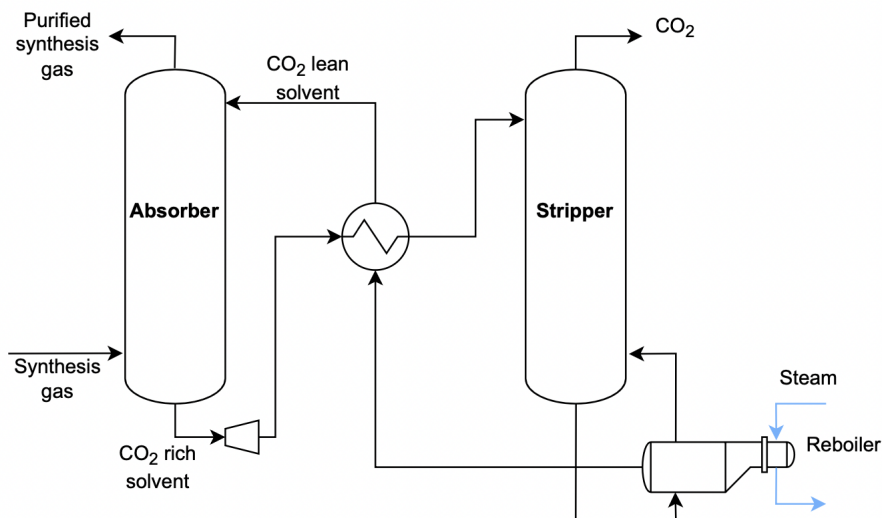 Purified
synthesis
gas
CO₂ lean
solvent
CO₂
Absorber
Stripper
Synthesis
gas
CO₂ rich
solvent
Steam
Reboiler